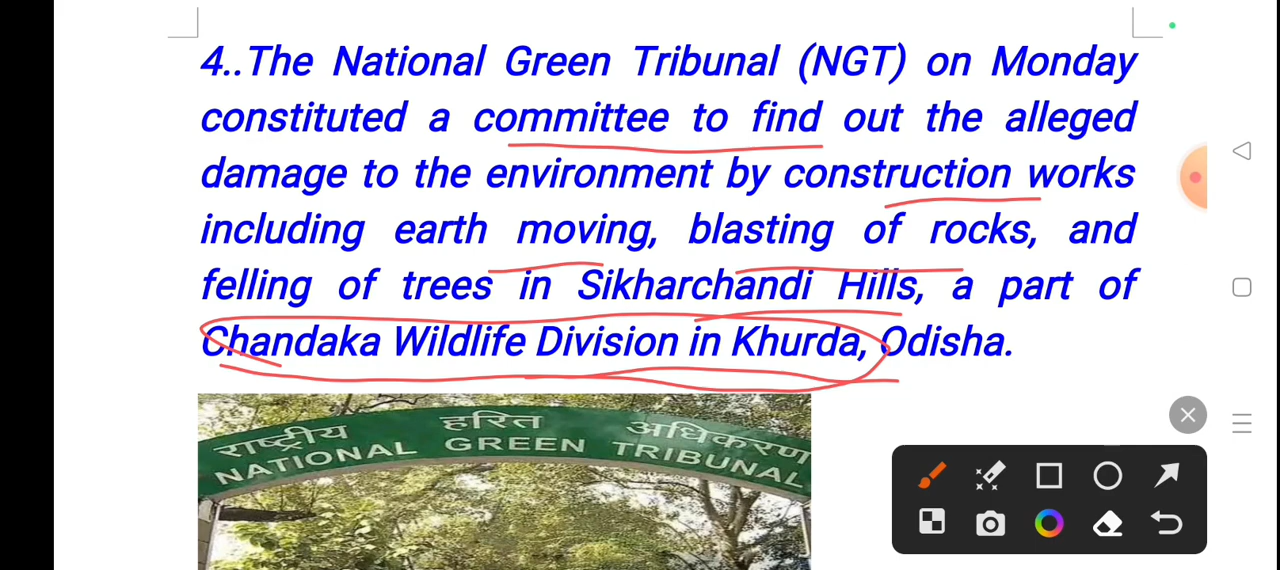 4..The National Green Tribunal (NGT) on Monday
constituted a committee to find out the alleged
damage to the environment by construction works
including earth moving, blasting of rocks, and
felling of trees in Sikharchandi Hills, a part of
Chandaka Wildlife Division in Khurda, Odisha.
राष्ट्रीय हरित अधिकरण
NATIONAL GREEN TRIBUNAL